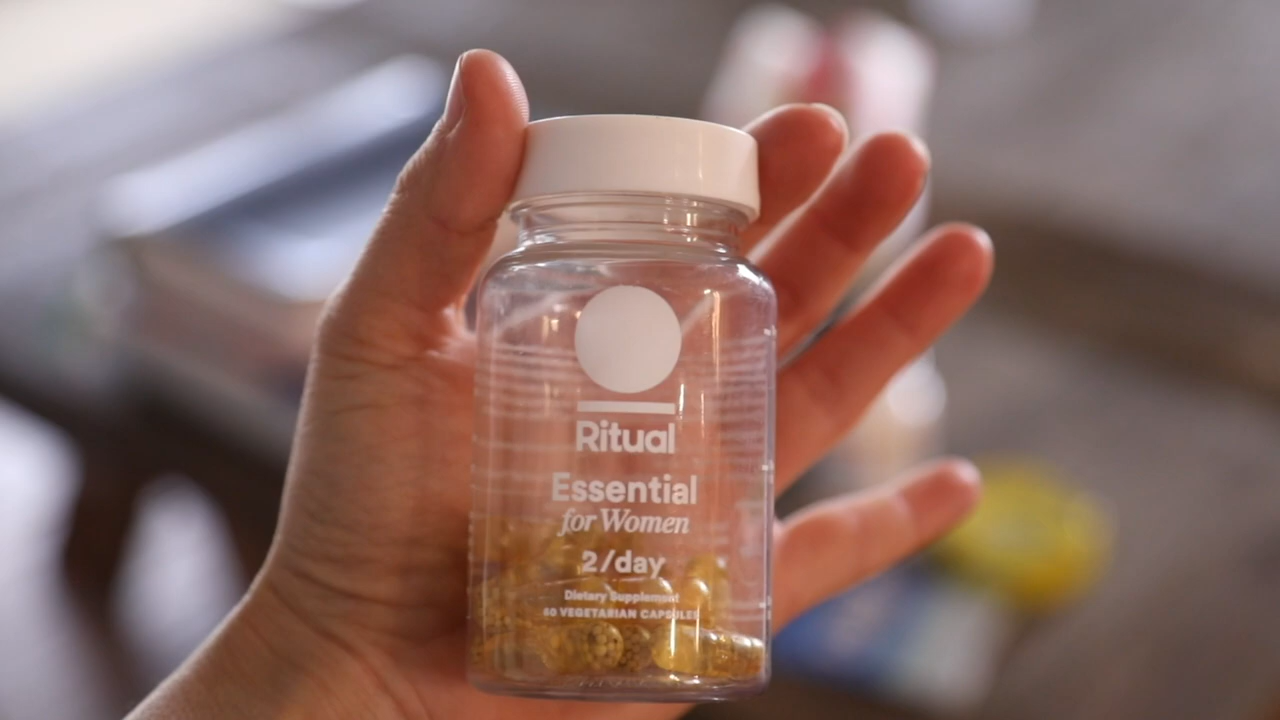 Ritual
Essential
for Women
2/day
Dietary Supplement
60 VEGETARIAN CAPSULES